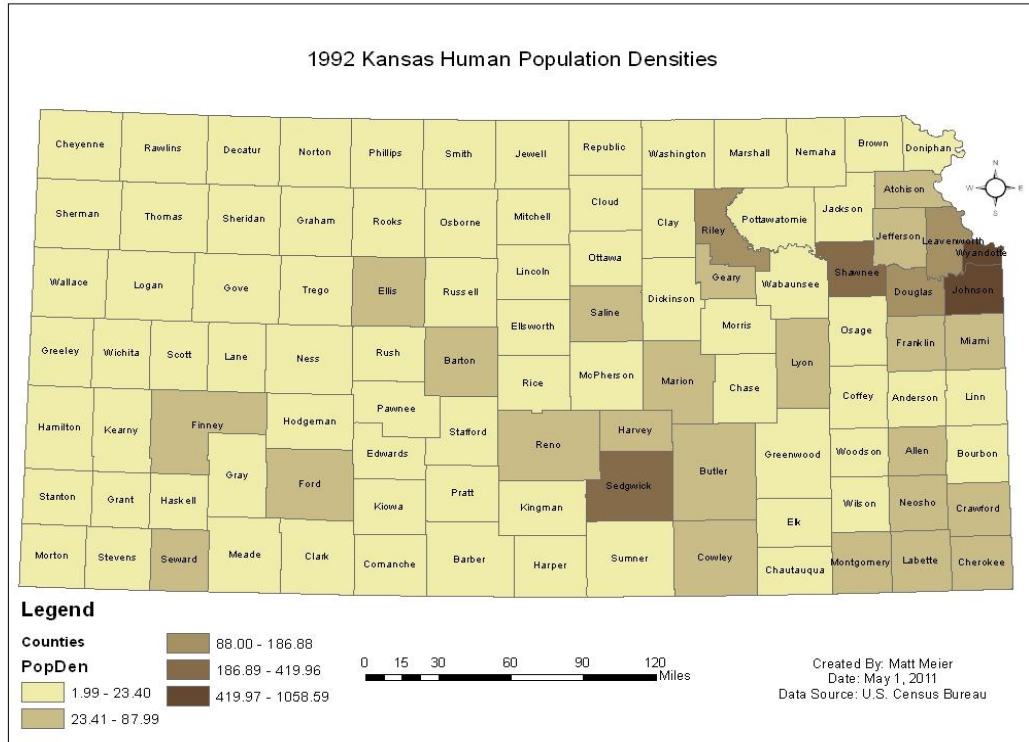 1992 Kansas Human Population Densities
Cheyenne Rawlins Decatur Norton Phillips Smith Jewell Republic Washington Marshall Nemaha Brown Doniphan
N
W E
S
Atchison
Sherman Thomas Sheridan Graham Rooks Osborne Mitchell Cloud Clay Riley Pottawatomie Jackson
Jefferson Leavenworth
Wyandotte
Wallace Logan Gove Trego Ellis Russell Lincoln Ottawa Geary Wabaunsee Shawnee Douglas Johnson
Saline Dickinson
Ellsworth Morris Osage Franklin Miami
Greeley Wichita Scott Lane Ness Rush Barton Rice McPherson Marion Chase Lyon
Coffey Anderson Linn
Hamilton Kearny Finney Hodgeman Pawnee Stafford Reno Harvey
Edwards Butler Greenwood Woodson Allen Bourbon
Stanton Grant Haskell Gray Ford Kiowa Pratt Kingman Sedgwick Elk Wilson Neosho Crawford
Morton Stevens Seward Meade Clark Comanche Barber Harper Sumner Cowley Chautauqua Montgomery Labette Cherokee
Legend
Counties
PopDen
1.99 - 23.40
23.41 - 87.99
88.00 - 186.88
186.89 - 419.96
419.97 - 1058.59
0 15 30 60 90 120
Miles
Created By: Matt Meier
Date: May 1, 2011
Data Source: U.S. Census Bureau